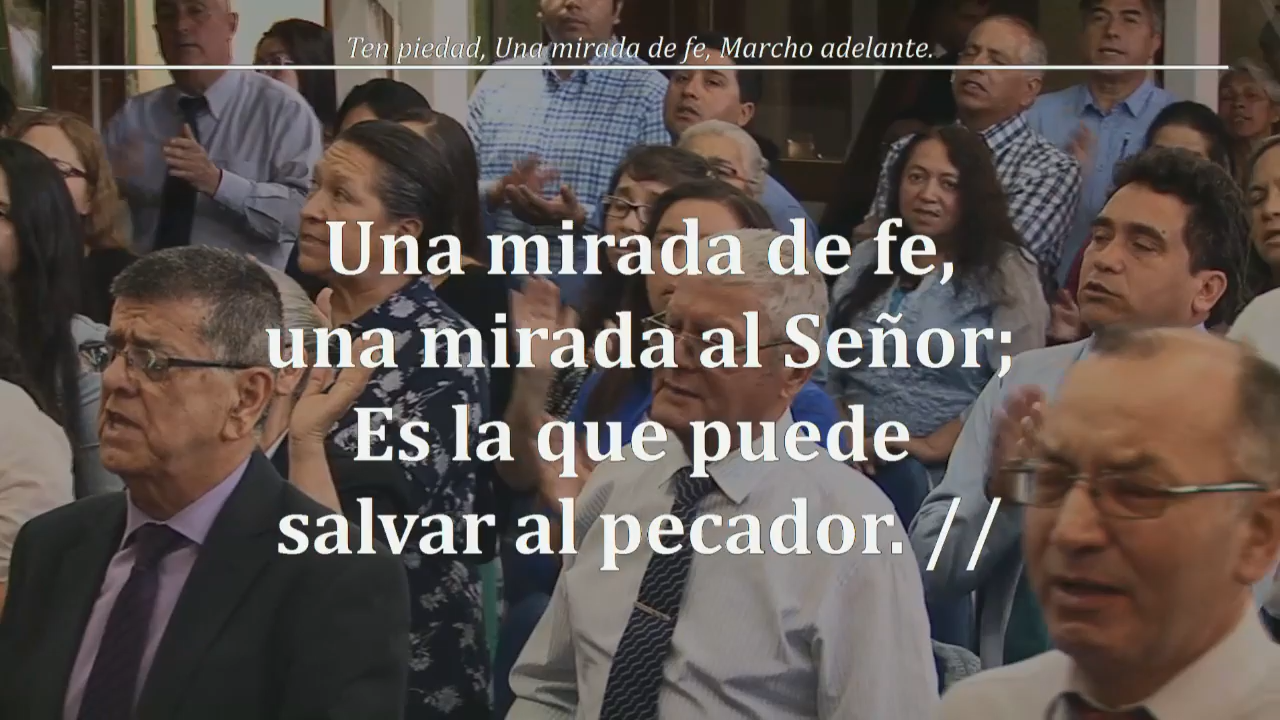 Ten piedad, Una mirada de fe, Marcho adelante.
Una mirada de fe,
una mirada al Señor;
Es la que puede
salvar al pecador. //